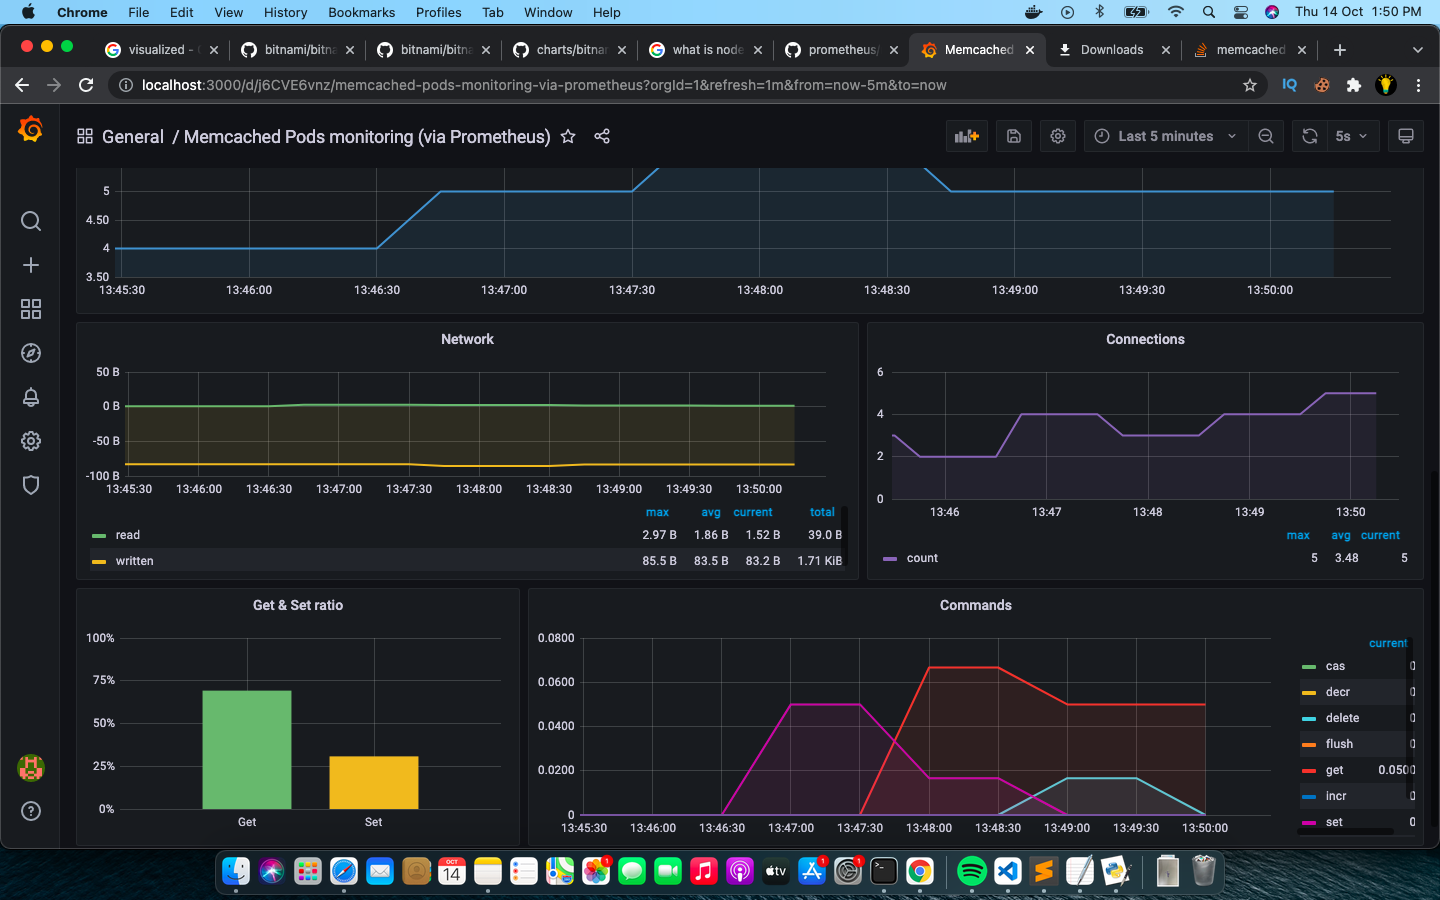 Chrome File Edit View History Bookmarks Profiles Tab Window Help Thu 14 Oct 1:50 PM
visualized - bitnami/bitna bitnami/bitna charts/bitnar what is node prometheus/ Memcached Downloads memcached
localhost:3000/d/j6CVE6vnz/memcached-pods-monitoring-via-prometheus?orgId=1&refresh=1m&from=now-5m&to=now IQ
General / Memcached Pods monitoring (via Prometheus) Last 5 minutes 5s
5
4.50
4
3.50
13:45:30 13:46:00 13:46:30 13:47:00 13:47:30 13:48:00 13:48:30 13:49:00 13:49:30 13:50:00
Network
50 B
0 B
-50 B
-100 B
13:45:30 13:46:00 13:46:30 13:47:00 13:47:30 13:48:00 13:48:30 13:49:00 13:49:30 13:50:00
max avg current total
read 2.97 B 1.86 B 1.52 B 39.0 B
written 85.5 B 83.5 B 83.2 B 1.71 KiB
Connections
6
4
2
0
13:46 13:47 13:48 13:49 13:50
max avg current
count 5 3.48 5
Get & Set ratio
100%
75%
50%
25%
0%
Get Set
Commands
0.0800
0.0600
0.0400
0.0200
0
13:45:30 13:46:00 13:46:30 13:47:00 13:47:30 13:48:00 13:48:30 13:49:00 13:49:30 13:50:00
current
cas 0
decr 0
delete 0
flush 0
get 0.0500
incr 0
set 0
OCT
14
1
tv
1
1